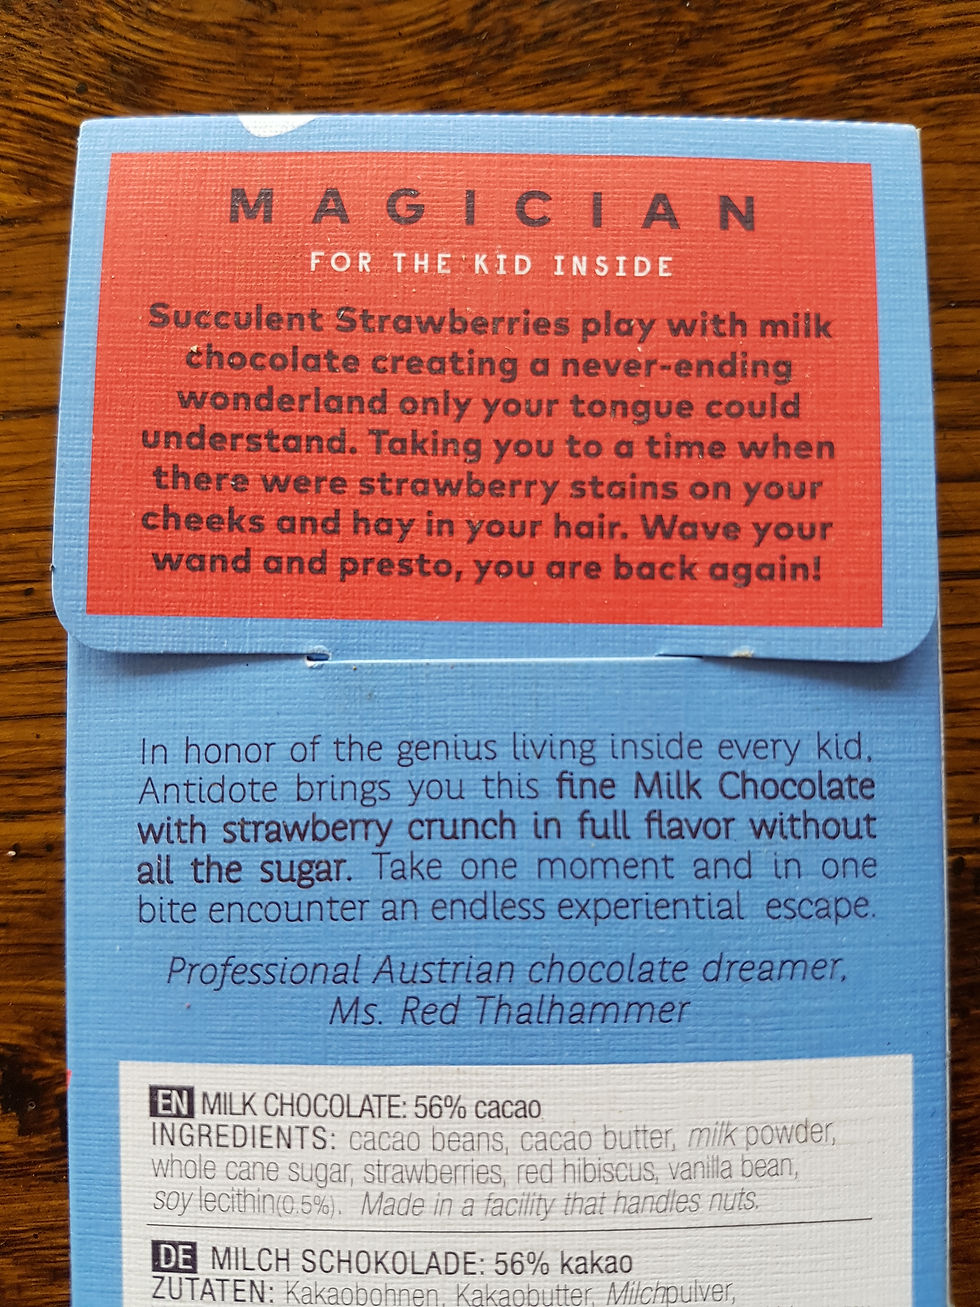 MAGICIAN
FOR THE KID INSIDE
Succulent Strawberries play with milk
chocolate creating a never-ending
wonderland only your tongue could
understand. Taking you to a time when
there were strawberry stains on your
cheeks and hay in your hair. Wave your
wand and presto, you are back again!
In honor of the genius living inside every kid,
Antidote brings you this fine Milk Chocolate
with strawberry crunch in full flavor without
all the sugar. Take one moment and in one
bite encounter an endless experiential escape.
Professional Austrian chocolate dreamer,
Ms. Red Thalhammer
EN MILK CHOCOLATE: 56% cacao
INGREDIENTS: cacao beans, cacao butter, milk powder,
whole cane sugar, strawberries, red hibiscus, vanilla bean,
soy lecithin(0.5%). Made in a facility that handles nuts.
DE MILCH SCHOKOLADE: 56% kakao
ZUTATEN: Kakaobohnen, Kakaobutter, Milchpulver,